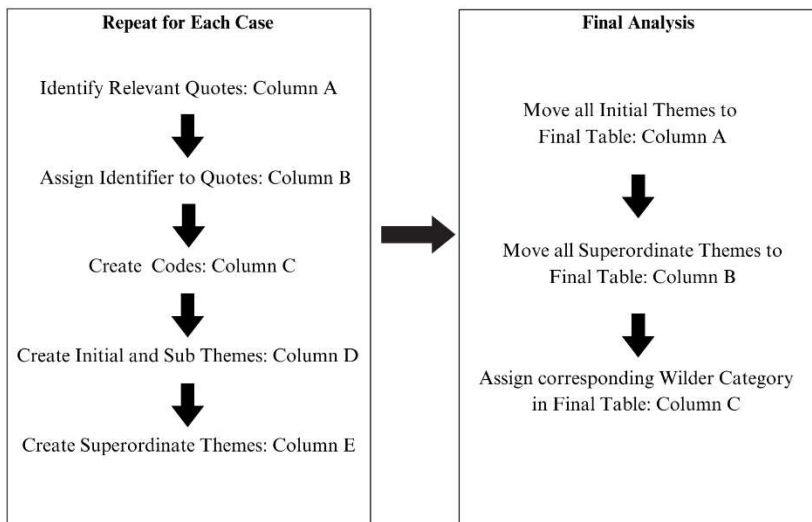 Repeat for Each Case
Identify Relevant Quotes: Column A
Assign Identifier to Quotes: Column B
Create Codes: Column C
Create Initial and Sub Themes: Column D
Create Superordinate Themes: Column E
Final Analysis
Move all Initial Themes to
Final Table: Column A
Move all Superordinate Themes to
Final Table: Column B
Assign corresponding Wilder Category
in Final Table: Column C